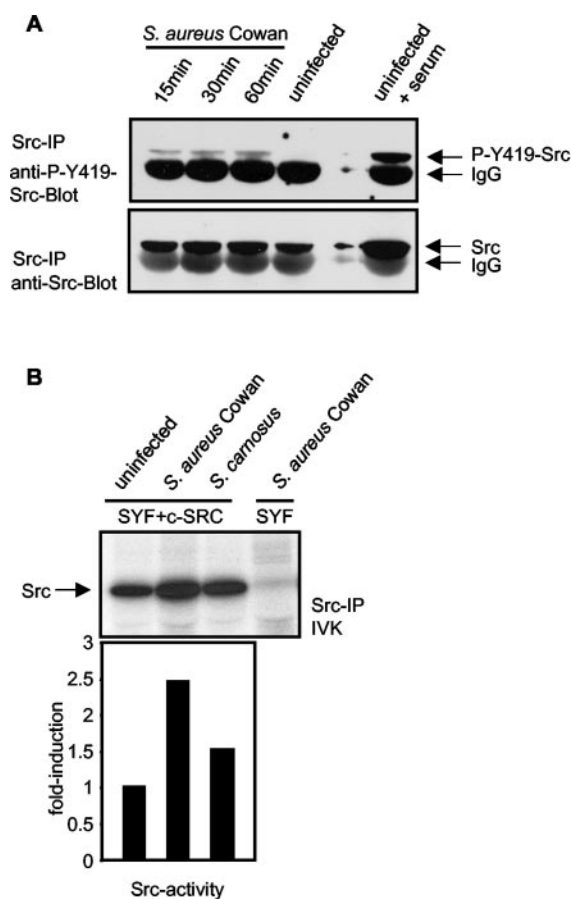 A
S. aureus Cowan
15min
30min
60min
uninfected
uninfected
+ serum
Src-IP
anti-P-Y419-
Src-Blot
P-Y419-Src
IgG
Src-IP
anti-Src-Blot
Src
IgG
B
uninfected
S. aureus Cowan
S. carnosus
S. aureus Cowan
SYF+c-SRC
SYF
Src
Src-IP
IVK
3
2.5
2
1.5
1
0.5
0
fold-induction
Src-activity